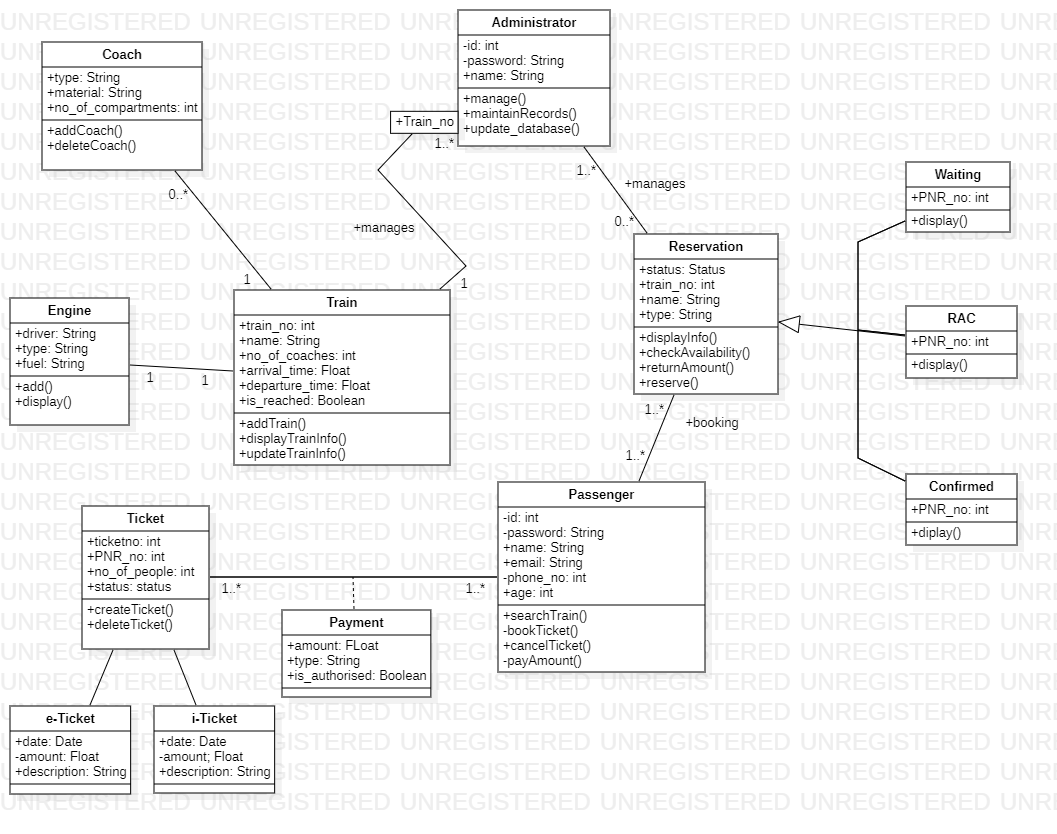 Administrator
-id: int
-password: String
+name: String
+manage()
+maintainRecords()
+update_database()
Coach
+type: String
+material: String
+no_of_compartments: int
+addCoach()
+deleteCoach()
+Train_no
1..*
0..*
1
+manages
1
1..*
+manages
0..*
Waiting
+PNR_no: int
+display()
Reservation
+status: Status
+train_no: int
+name: String
+type: String
+displayInfo()
+checkAvailability()
+returnAmount()
+reserve()
RAC
+PNR_no: int
+display()
Engine
+driver: String
+type: String
+fuel: String
+add()
+display()
1
1
Train
+train_no: int
+name: String
+no_of_coaches: int
+arrival_time: Float
+departure_time: Float
+is_reached: Boolean
+addTrain()
+displayTrainInfo()
+updateTrainInfo()
1..*
+booking
1..*
Confirmed
+PNR_no: int
+diplay()
Passenger
-id: int
-password: String
+name: String
+email: String
-phone_no: int
+age: int
+searchTrain()
-bookTicket()
+cancelTicket()
-payAmount()
Ticket
+ticketno: int
+PNR_no: int
+no_of_people: int
+status: status
+createTicket()
+deleteTicket()
1..*
1..*
Payment
+amount: FLoat
+type: String
+is_authorised: Boolean
e-Ticket
+date: Date
-amount: Float
+description: String
i-Ticket
+date: Date
-amount; Float
+description: String
UNREGISTERED